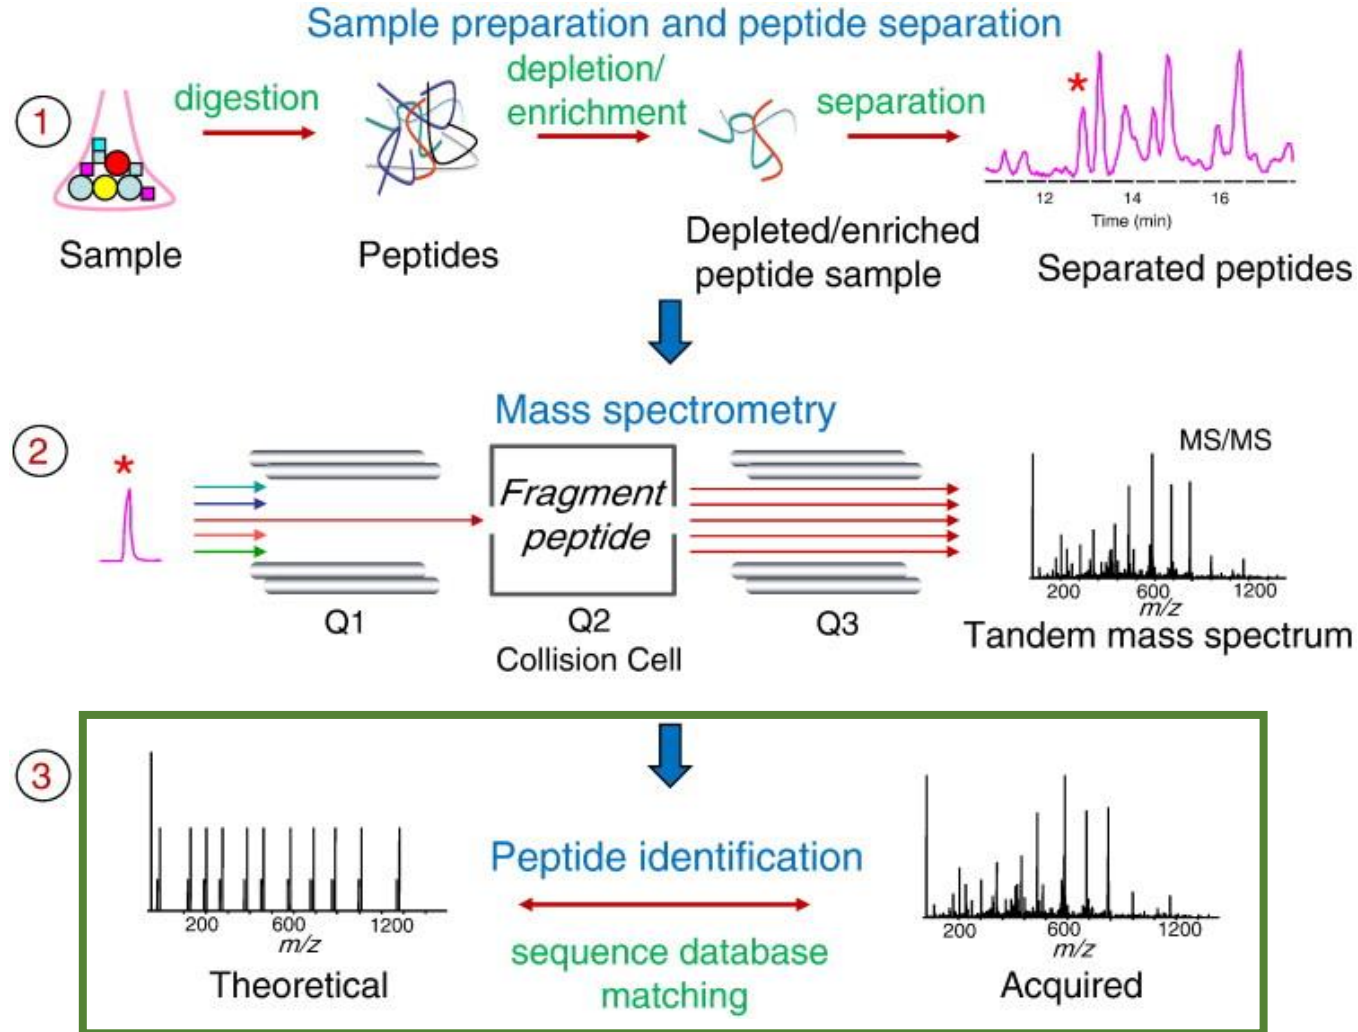 Sample preparation and peptide separation
1
digestion
depletion/
enrichment
separation
*
12 14 16
Time (min)
Sample
Peptides
Depleted/enriched
peptide sample
Separated peptides
Mass spectrometry
2
*
Fragment
peptide
MS/MS
200 600 1200
m/z
Q1
Q2
Q3
Collision Cell
Tandem mass spectrum
3
Peptide identification
sequence database
matching
200 600 1200
m/z
Theoretical
200 600 1200
m/z
Acquired